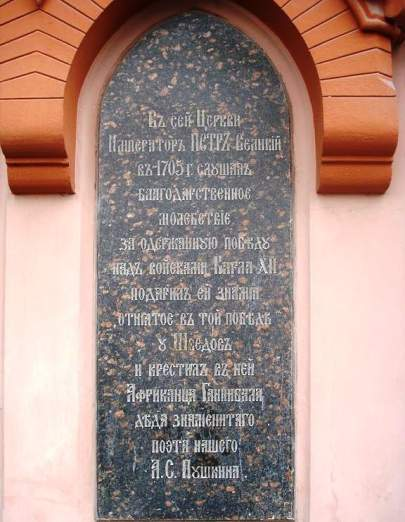 Въ сей Церкви
Императоръ ПЕТРЪ Великій
въ 1705 г. слушалъ
благодарственное
молебствіе
за одержанную побѣду
надъ войсками Карла XII
подарилъ ей знамя
отнятое въ той побѣдѣ
у Шведовъ
и крестилъ въ ней
Африканца Ганнибала
дѣда знаменитаго
поэта нашего
А.С. Пушкина